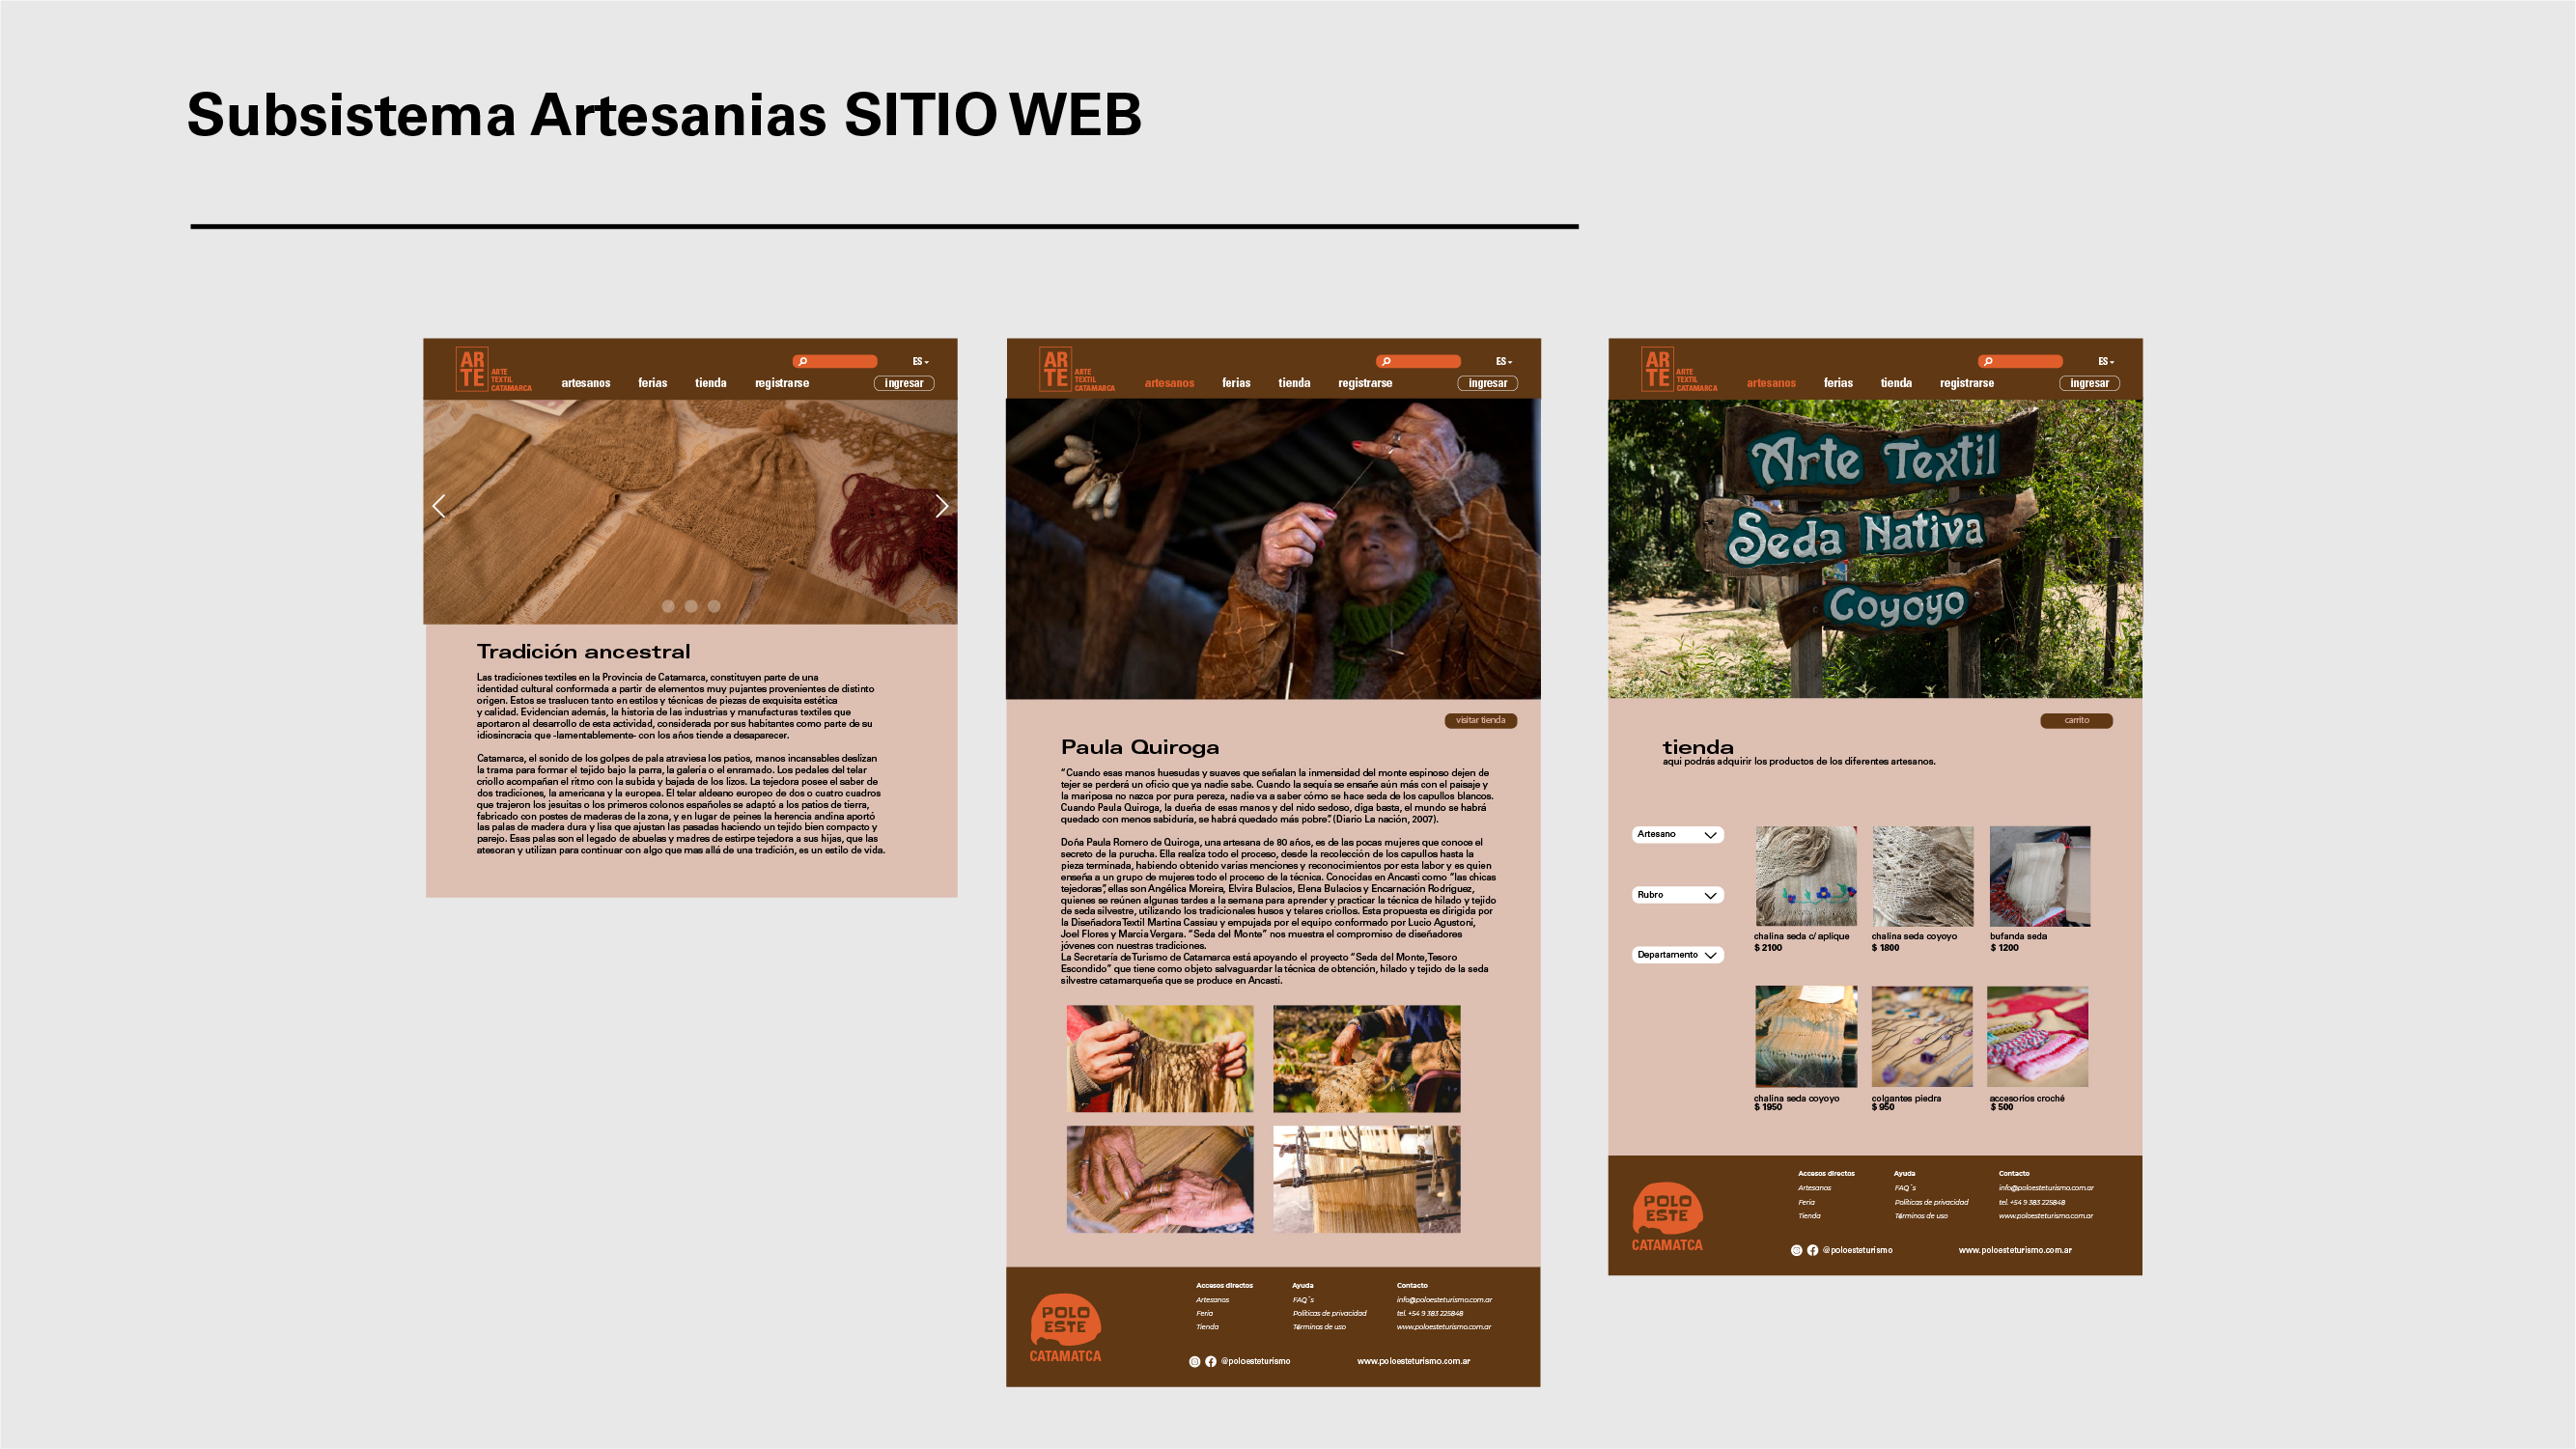 Subsistema Artesanias SITIO WEB
AR
TE
ARTE
TEXTIL
CATAMARCA
artesanos
ferias
tienda
registrarse
ES
ingresar
Tradición ancestral
Las tradiciones textiles en la Provincia de Catamarca, constituyen parte de una
identidad cultural conformada a partir de elementos muy pujantes provenientes de distinto
origen. Estos se traslucen tanto en estilos y técnicas de piezas de exquisita estética
y calidad. Evidencian además, la historia de las industrias y manufacturas textiles que
aportaron al desarrollo de esta actividad, considerada por sus habitantes como parte de su
idiosincracia que -lamentablemente- con los años tiende a desaparecer.
Catamarca, el sonido de los golpes de pala atraviesa los patios, manos incansables deslizan
la trama para formar el tejido bajo la parra, la galería o el enramado. Los pedales del telar
criollo acompañan el ritmo con la subida y bajada de los lizos. La tejedora posee el saber de
dos tradiciones, la americana y la europea. El telar aldeano europeo de dos o cuatro cuadros
que trajeron los jesuitas o los primeros colonos españoles se adaptó a los patios de tierra,
fabricado con postes de maderas de la zona, y en lugar de peines la herencia andina aportó
las palas de madera dura y lisa que ajustan las pasadas haciendo un tejido bien compacto y
parejo. Esas palas son el legado de abuelas y madres de estirpe tejedora a sus hijas, que las
atesoran y utilizan para continuar con algo que mas allá de una tradición, es un estilo de vida.
AR
TE
ARTE
TEXTIL
CATAMARCA
artesanos
ferias
tienda
registrarse
ES
ingresar
visitar tienda
Paula Quiroga
"Cuando esas manos huesudas y suaves que señalan la inmensidad del monte espinoso dejen de
tejer se perderá un oficio que ya nadie sabe. Cuando la sequía se ensañe aún más con el paisaje y
la mariposa no nazca por pura pereza, nadie va a saber cómo se hace seda de los capullos blancos.
Cuando Paula Quiroga, la dueña de esas manos y del nido sedoso, diga basta, el mundo se habrá
quedado con menos sabiduría, se habrá quedado más pobre". (Diario La nación, 2007).
Doña Paula Romero de Quiroga, una artesana de 80 años, es de las pocas mujeres que conoce el
secreto de la purucha. Ella realiza todo el proceso, desde la recolección de los capullos hasta la
pieza terminada, habiendo obtenido varias menciones y reconocimientos por esta labor y es quien
enseña a un grupo de mujeres todo el proceso de la técnica. Conocidas en Ancasti como "las chicas
tejedoras", ellas son Angélica Moreira, Elvira Bulacios, Elena Bulacios y Encarnación Rodríguez,
quienes se reúnen algunas tardes a la semana para aprender y practicar la técnica de hilado y tejido
de seda silvestre, utilizando los tradicionales husos y telares criollos. Esta propuesta es dirigida por
la Diseñadora Textil Martina Cassiau y empujada por el equipo conformado por Lucio Agustoni,
Joel Flores y Marcia Vergara. "Seda del Monte" nos muestra el compromiso de diseñadores
jóvenes con nuestras tradiciones.
La Secretaría de Turismo de Catamarca está apoyando el proyecto "Seda del Monte, Tesoro
Escondido" que tiene como objeto salvaguardar la técnica de obtención, hilado y tejido de la seda
silvestre catamarqueña que se produce en Ancasti.
POLO
ESTE
CATAMATCA
Accesos directos
Artesanos
Feria
Tienda
Ayuda
FAQ´s
Políticas de privacidad
Términos de uso
Contacto
info@poloesteturismo.com.ar
tel. +54 9 383 225848
www.poloesteturismo.com.ar
@poloesteturismo
www.poloesteturismo.com.ar
AR
TE
ARTE
TEXTIL
CATAMARCA
artesanos
ferias
tienda
registrarse
ES
ingresar
Arte Textil
Seda Nativa
Coyoyo
carrito
tienda
aqui podrás adquirir los productos de los diferentes artesanos.
Artesano
Rubro
Departamento
chalina seda c/ aplique
$ 2100
chalina seda coyoyo
$ 1800
bufanda seda
$ 1200
chalina seda coyoyo
$ 1950
colgantes piedra
$ 950
accesorios croché
$ 500
POLO
ESTE
CATAMATCA
Accesos directos
Artesanos
Feria
Tienda
Ayuda
FAQ´s
Políticas de privacidad
Términos de uso
Contacto
info@poloesteturismo.com.ar
tel. +54 9 383 225848
www.poloesteturismo.com.ar
@poloesteturismo
www.poloesteturismo.com.ar